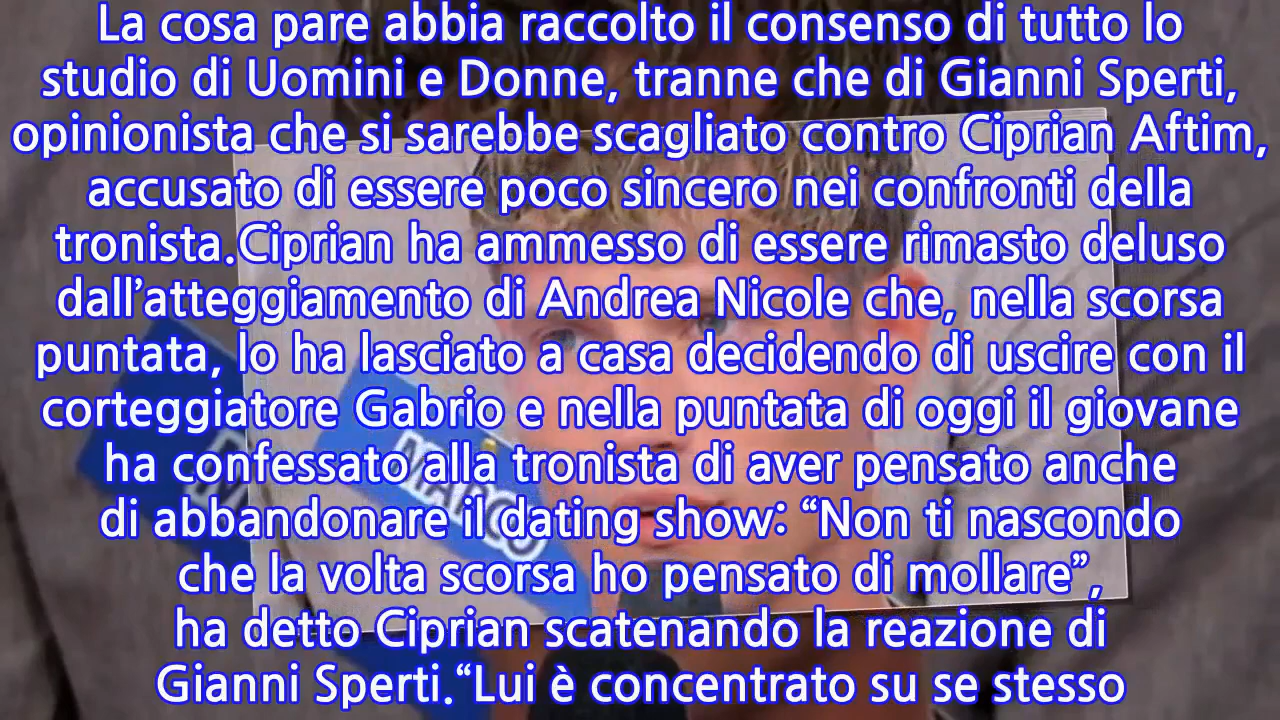 La cosa pare abbia raccolto il consenso di tutto lo
studio di Uomini e Donne, tranne che di Gianni Sperti,
opinionista che si sarebbe scagliato contro Ciprian Aftim,
accusato di essere poco sincero nei confronti della
tronista.Ciprian ha ammesso di essere rimasto deluso
dall’atteggiamento di Andrea Nicole che, nella scorsa
puntata, lo ha lasciato a casa decidendo di uscire con il
corteggiatore Gabrio e nella puntata di oggi il giovane
ha confessato alla tronista di aver pensato anche
di abbandonare il dating show: “Non ti nascondo
che la volta scorsa ho pensato di mollare”,
ha detto Ciprian scatenando la reazione di
Gianni Sperti.“Lui è concentrato su se stesso